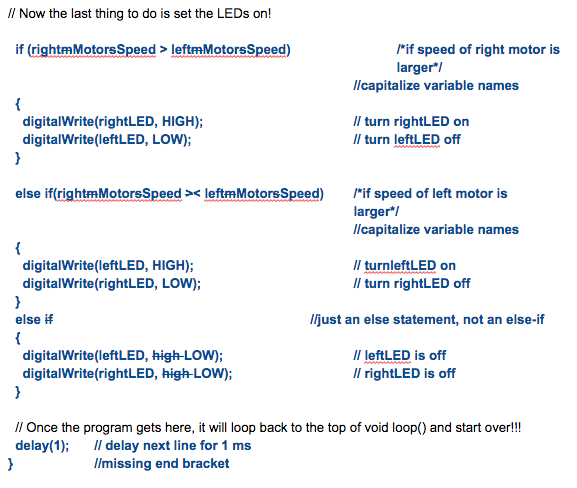 // Now the last thing to do is set the LEDs on!
if (rightmMotorsSpeed > leftmMotorsSpeed) /*if speed of right motor is
larger*/
//capitalize variable names
{
digitalWrite(rightLED, HIGH); // turn rightLED on
digitalWrite(leftLED, LOW); // turn leftLED off
}
else if(rightmMotorsSpeed >< leftmMotorsSpeed) /*if speed of left motor is
larger*/
//capitalize variable names
{
digitalWrite(leftLED, HIGH); // turnleftLED on
digitalWrite(rightLED, LOW); // turn rightLED off
}
else if //just an else statement, not an else-if
{
digitalWrite(leftLED, high LOW); // leftLED is off
digitalWrite(rightLED, high LOW); // rightLED is off
}
// Once the program gets here, it will loop back to the top of void loop() and start over!!!
delay(1); // delay next line for 1 ms
} //missing end bracket